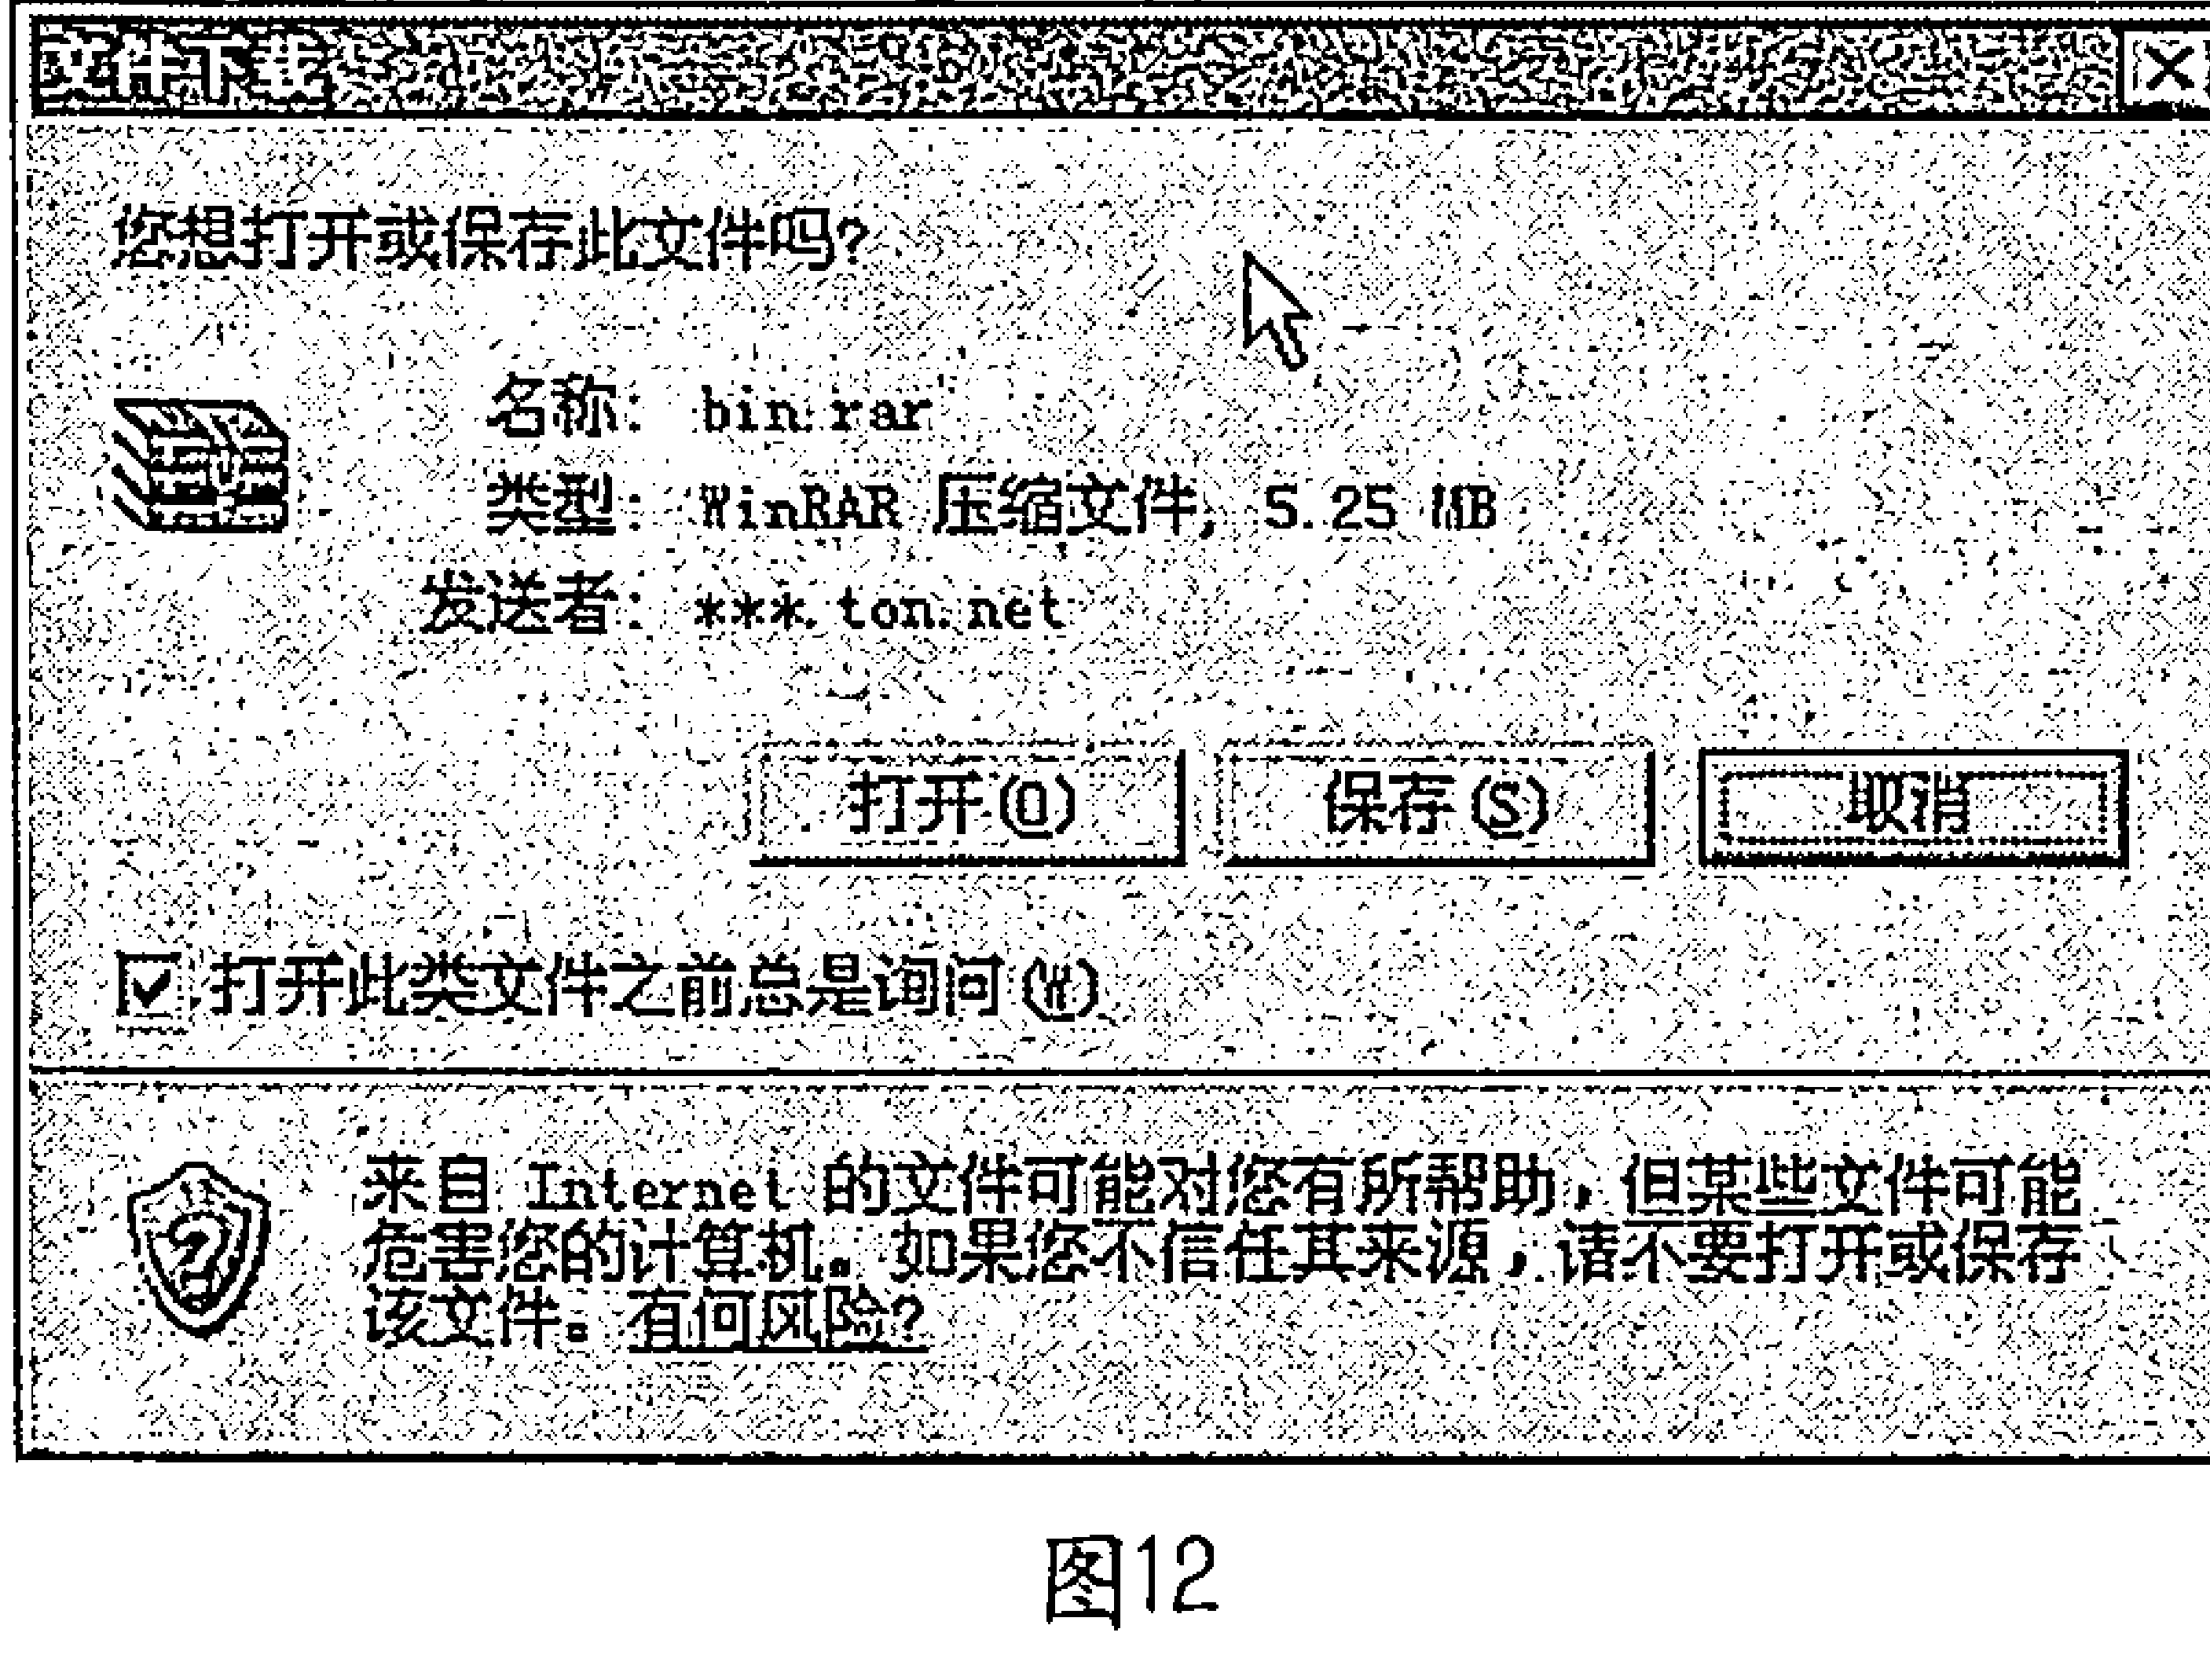 文件下载
您想打开或保存此文件吗?
名称: bin.rar
类型: WinRAR 压缩文件, 5.25 MB
发送者: ***.ton.net
打开(O) 保存(S) 取消
打开此类文件之前总是询问(W)
来自 Internet 的文件可能对您有所帮助，但某些文件可能
危害您的计算机。如果您不信任其来源，请不要打开或保存
该文件。有何风险?
图12